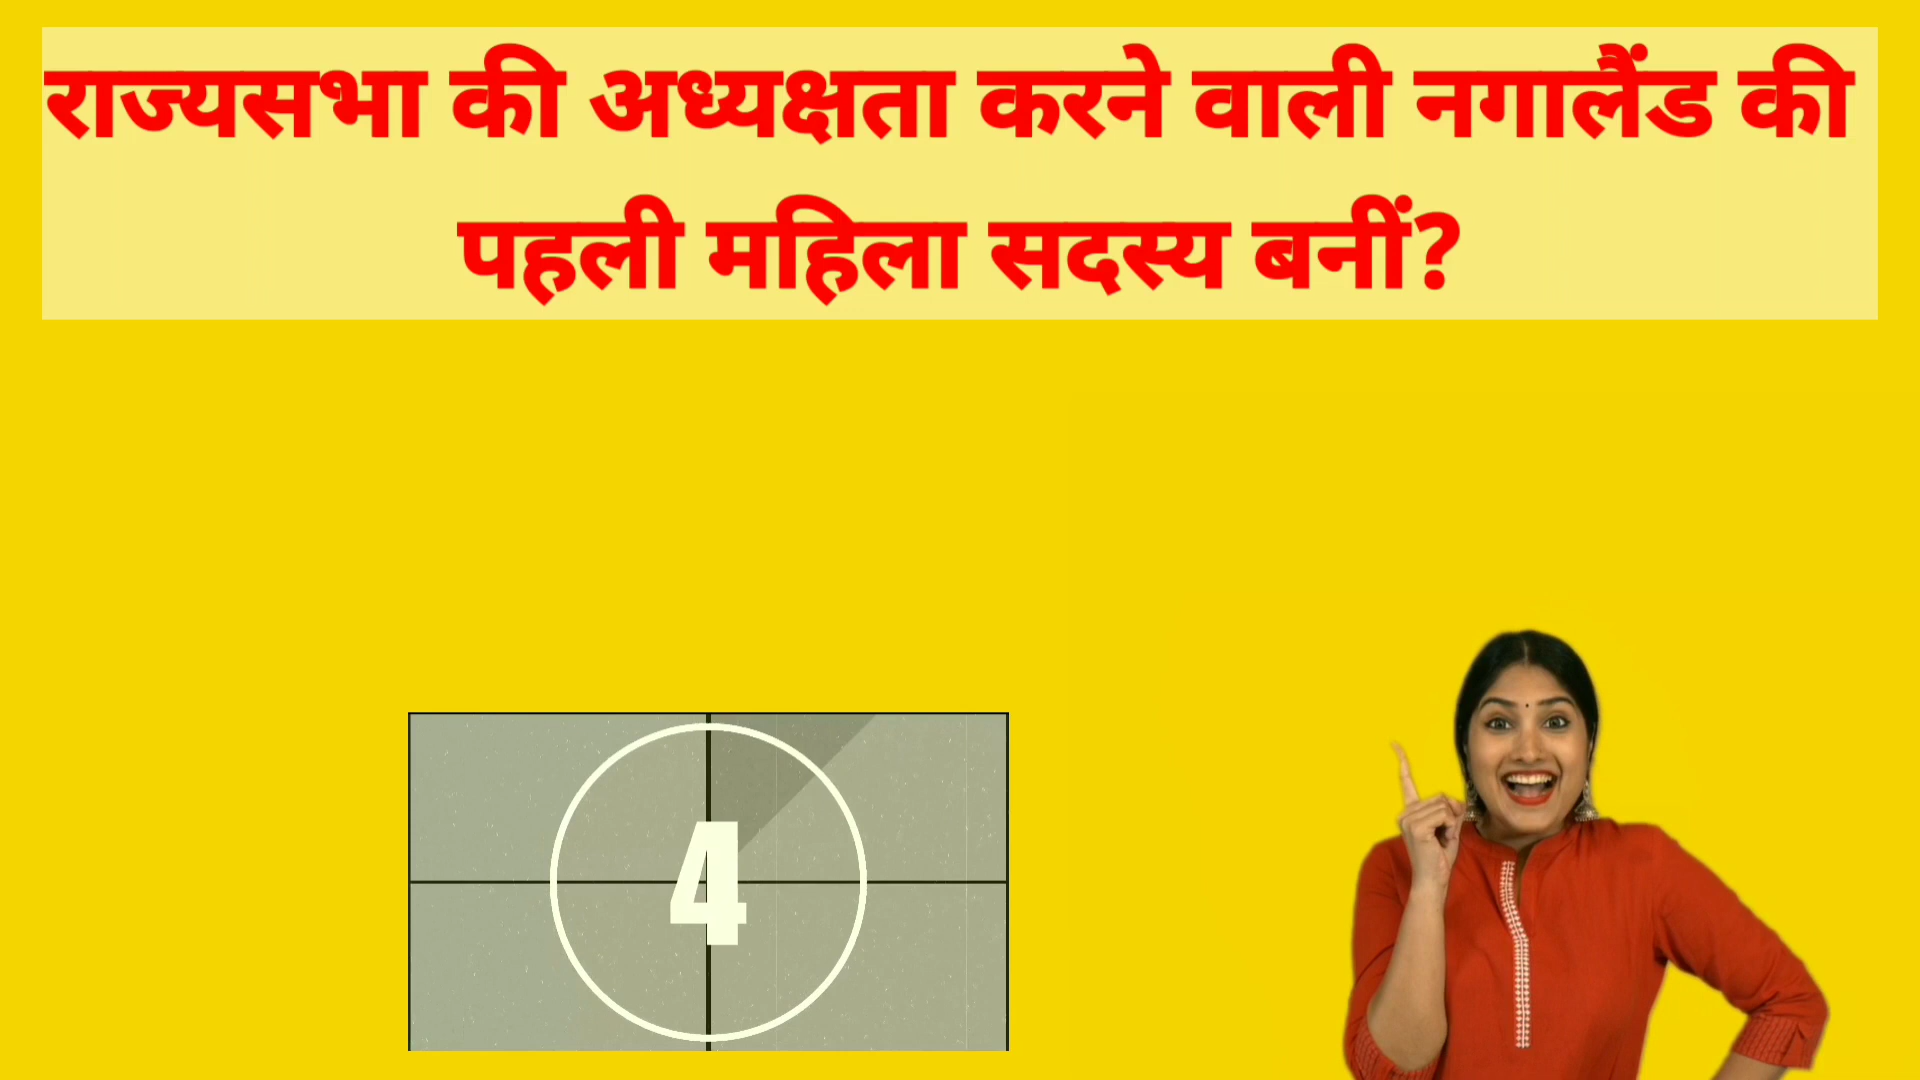 राज्यसभा की अध्यक्षता करने वाली नगालैंड की
पहली महिला सदस्य बनीं?
4